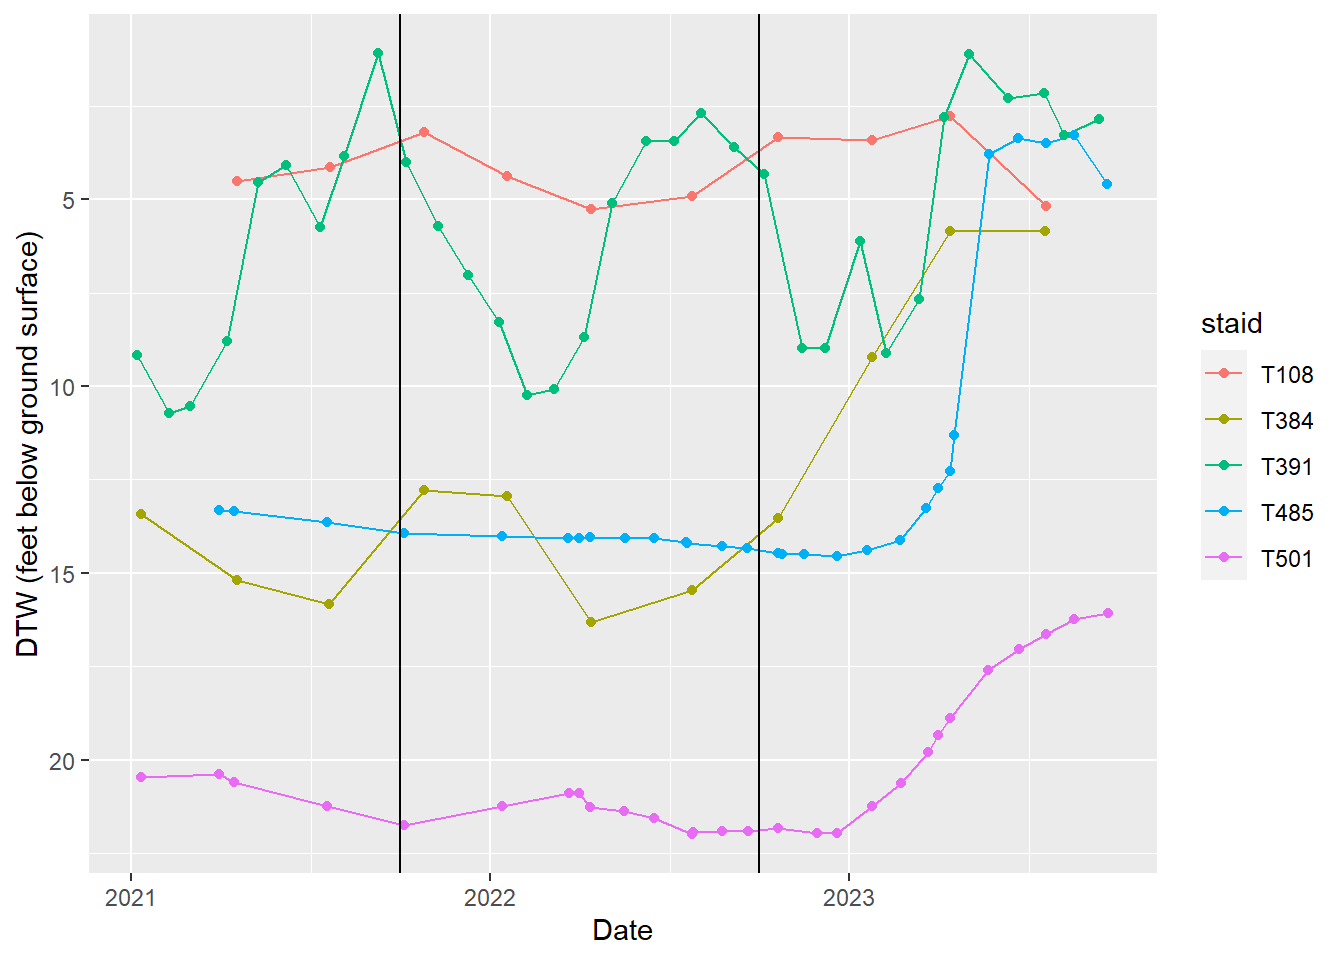 DTW (feet below ground surface)
5
10
15
20
2021
2022
2023
Date
staid
T108
T384
T391
T485
T501